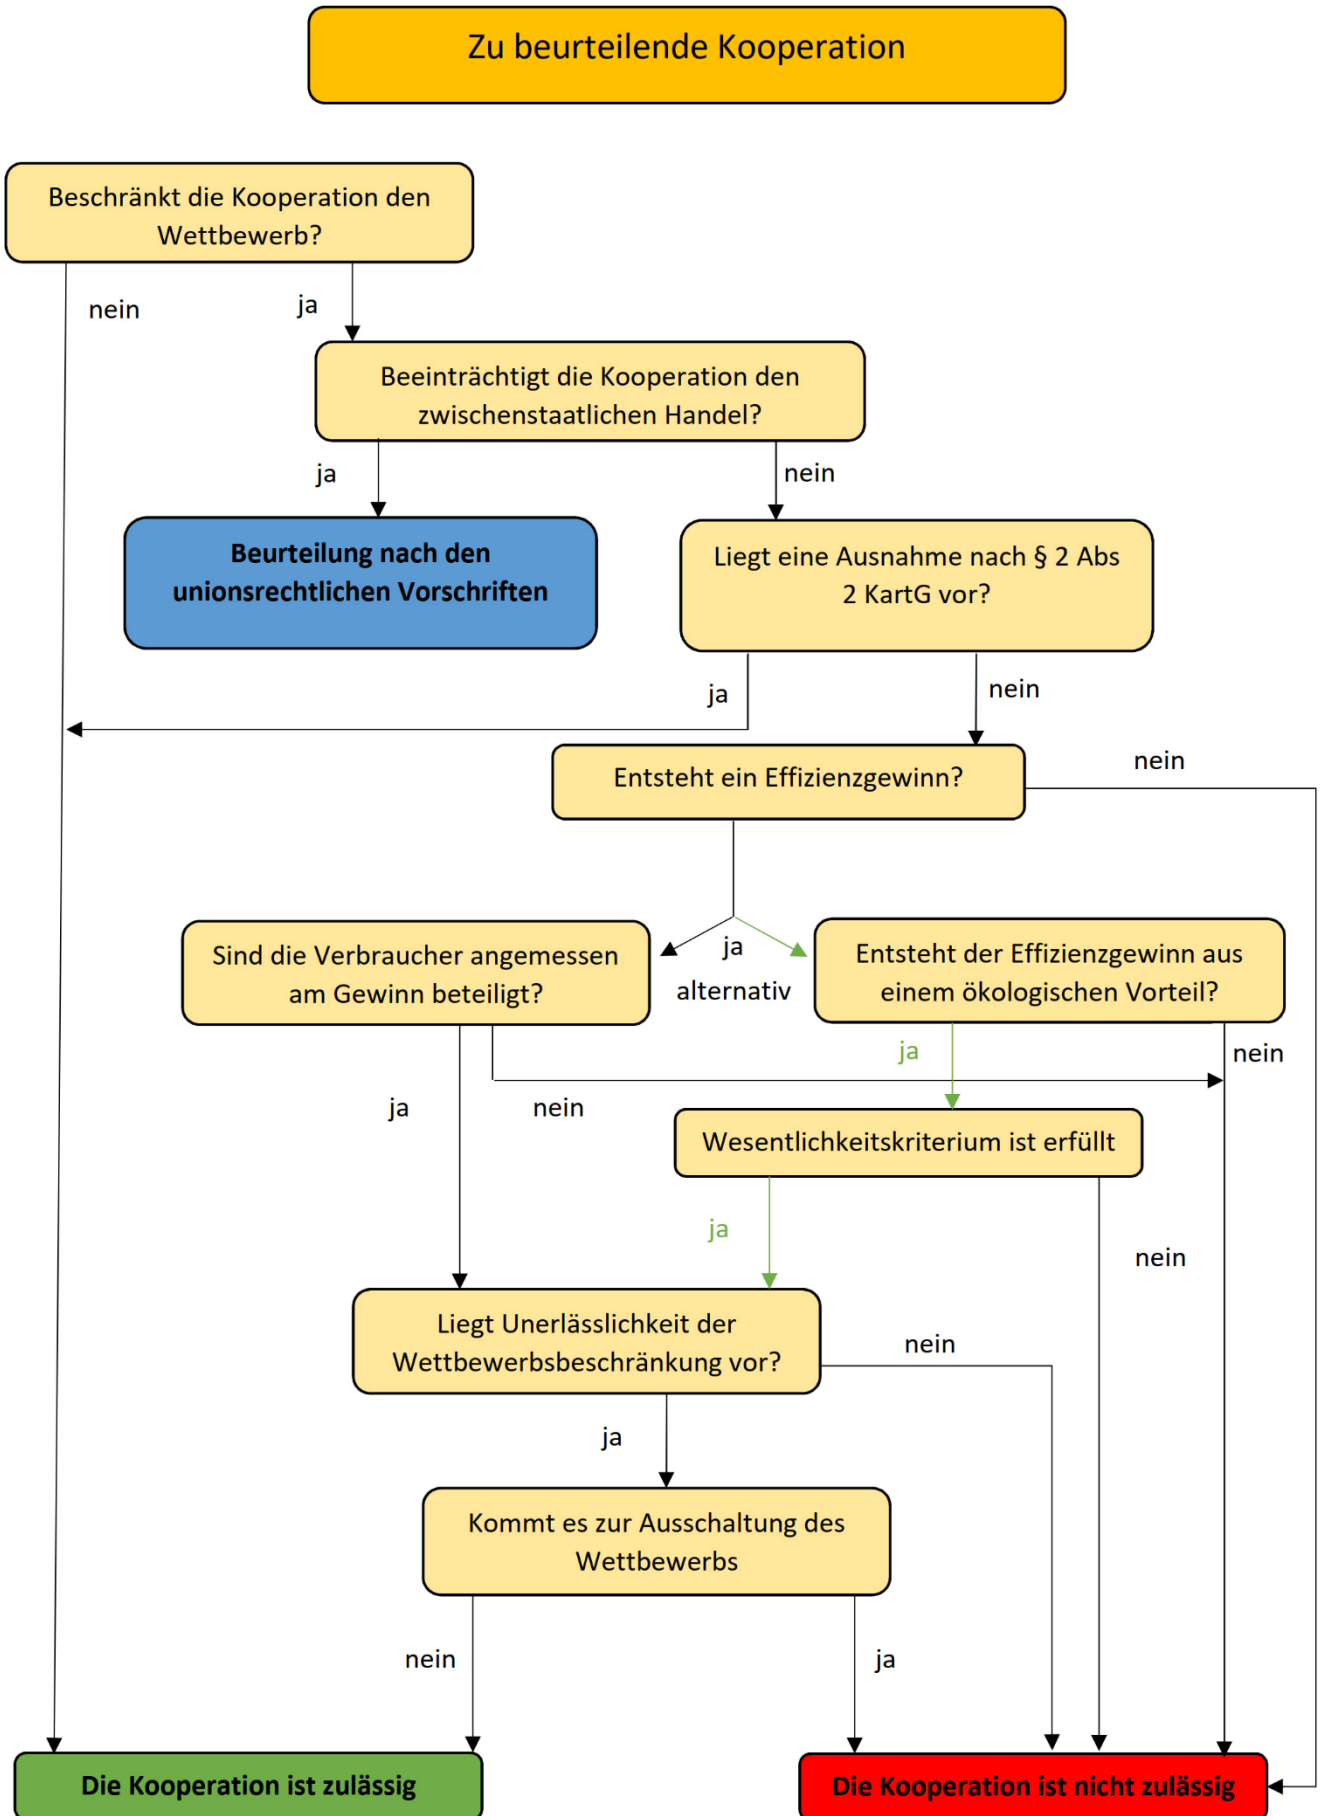 Zu beurteilende Kooperation
Beschränkt die Kooperation den
Wettbewerb?
nein
ja
Beeinträchtigt die Kooperation den
zwischenstaatlichen Handel?
ja
nein
Beurteilung nach den
unionsrechtlichen Vorschriften
Liegt eine Ausnahme nach § 2 Abs
2 KartG vor?
ja
nein
Entsteht ein Effizienzgewinn?
nein
Sind die Verbraucher angemessen
am Gewinn beteiligt?
ja
alternativ
Entsteht der Effizienzgewinn aus
einem ökologischen Vorteil?
ja
nein
ja
nein
Wesentlichkeitskriterium ist erfüllt
ja
nein
Liegt Unerlässlichkeit der
Wettbewerbsbeschränkung vor?
nein
ja
Kommt es zur Ausschaltung des
Wettbewerbs
nein
ja
Die Kooperation ist zulässig
Die Kooperation ist nicht zulässig